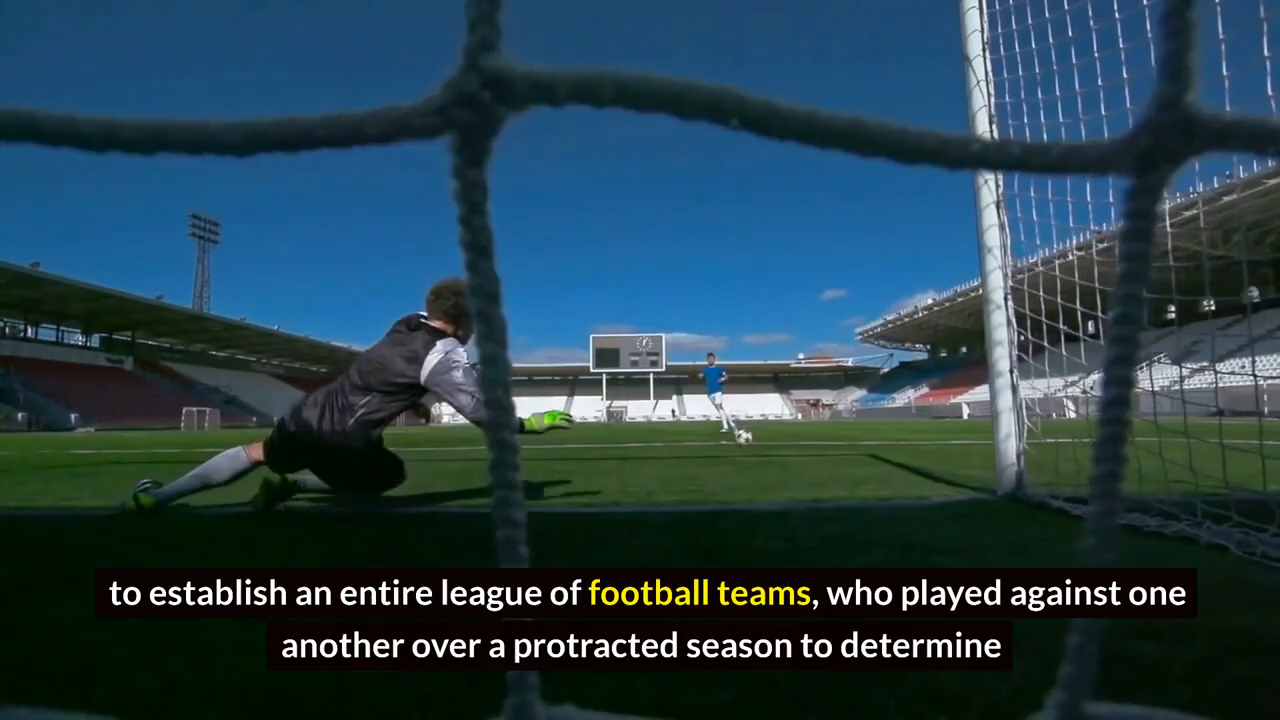 to establish an entire league of football teams, who played against one
another over a protracted season to determine